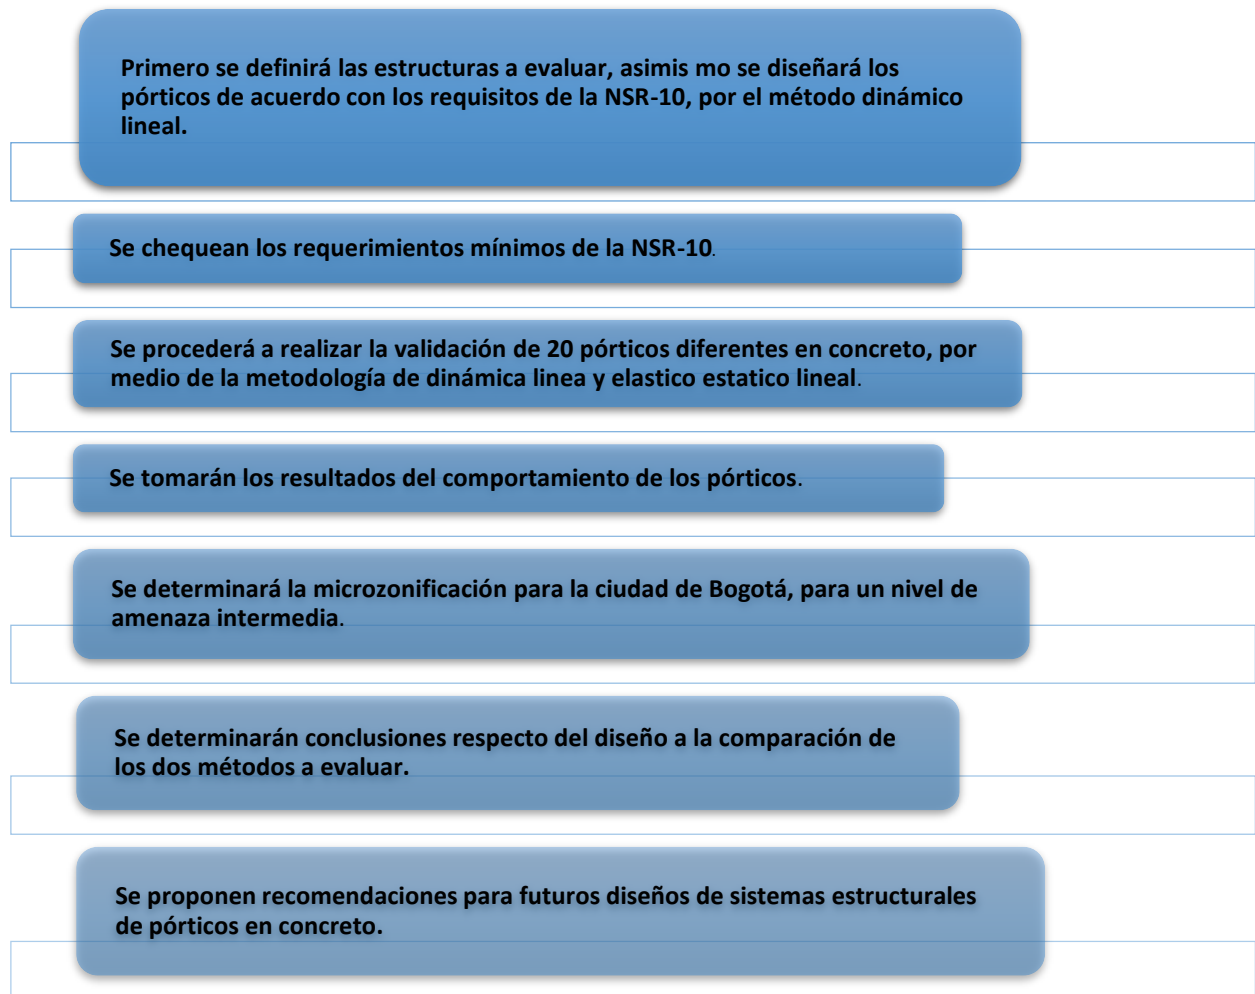 Primero se definirá las estructuras a evaluar, asimis mo se diseñará los
pórticos de acuerdo con los requisitos de la NSR-10, por el método dinámico
lineal.
Se chequean los requerimientos mínimos de la NSR-10.
Se procederá a realizar la validación de 20 pórticos diferentes en concreto, por
medio de la metodología de dinámica linea y elastico estatico lineal.
Se tomarán los resultados del comportamiento de los pórticos.
Se determinará la microzonificación para la ciudad de Bogotá, para un nivel de
amenaza intermedia.
Se determinarán conclusiones respecto del diseño a la comparación de
los dos métodos a evaluar.
Se proponen recomendaciones para futuros diseños de sistemas estructurales
de pórticos en concreto.